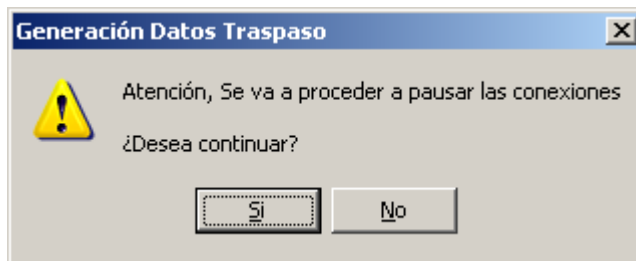 Generación Datos Traspaso
Atención, Se va a proceder a pausar las conexiones
¿Desea continuar?
Si No